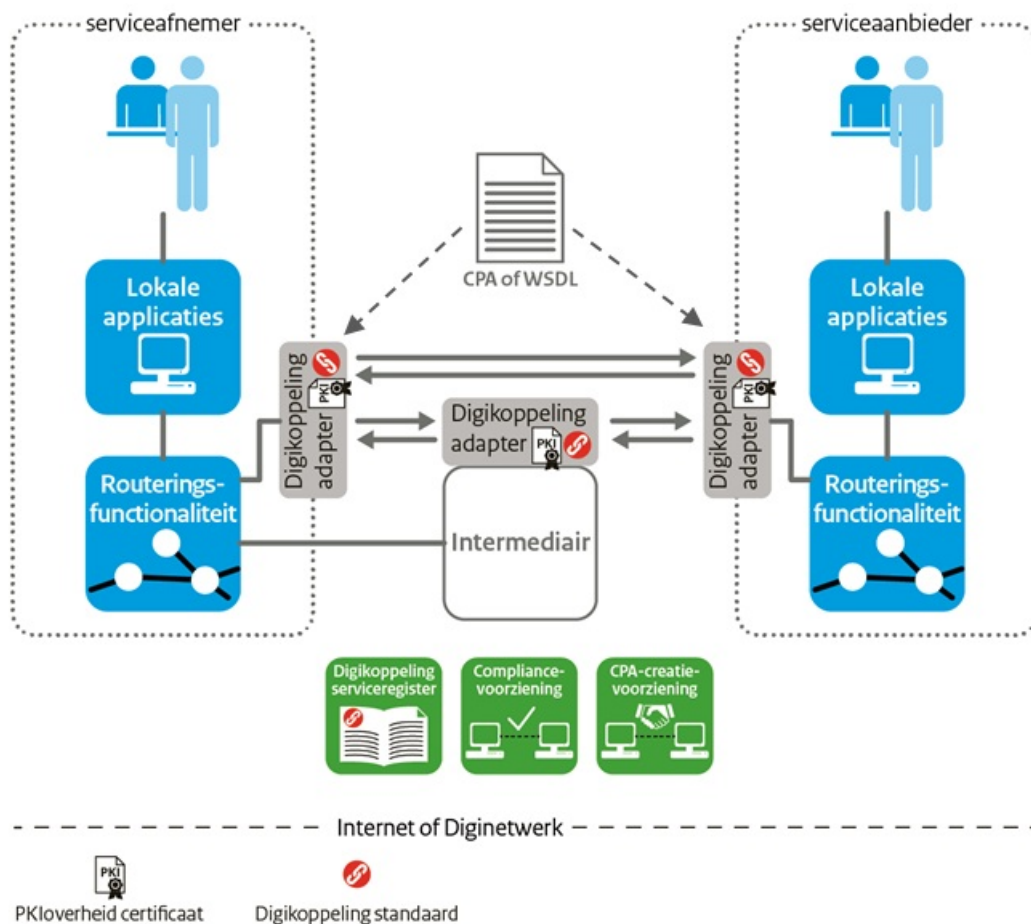 serviceafnemer
serviceaanbieder
CPA of WSDL
Lokale
applicaties
Lokale
applicaties
Digikoppeling
adapter
PKI
Digikoppeling
adapter
PKI
Digikoppeling
adapter
PKI
Routerings-
functionaliteit
Intermediair
Routerings-
functionaliteit
Digikoppeling
serviceregister
Compliance-
voorziening
CPA-creatie-
voorziening
Internet of Diginetwerk
PKI
PKIoverheid certificaat
Digikoppeling standaard